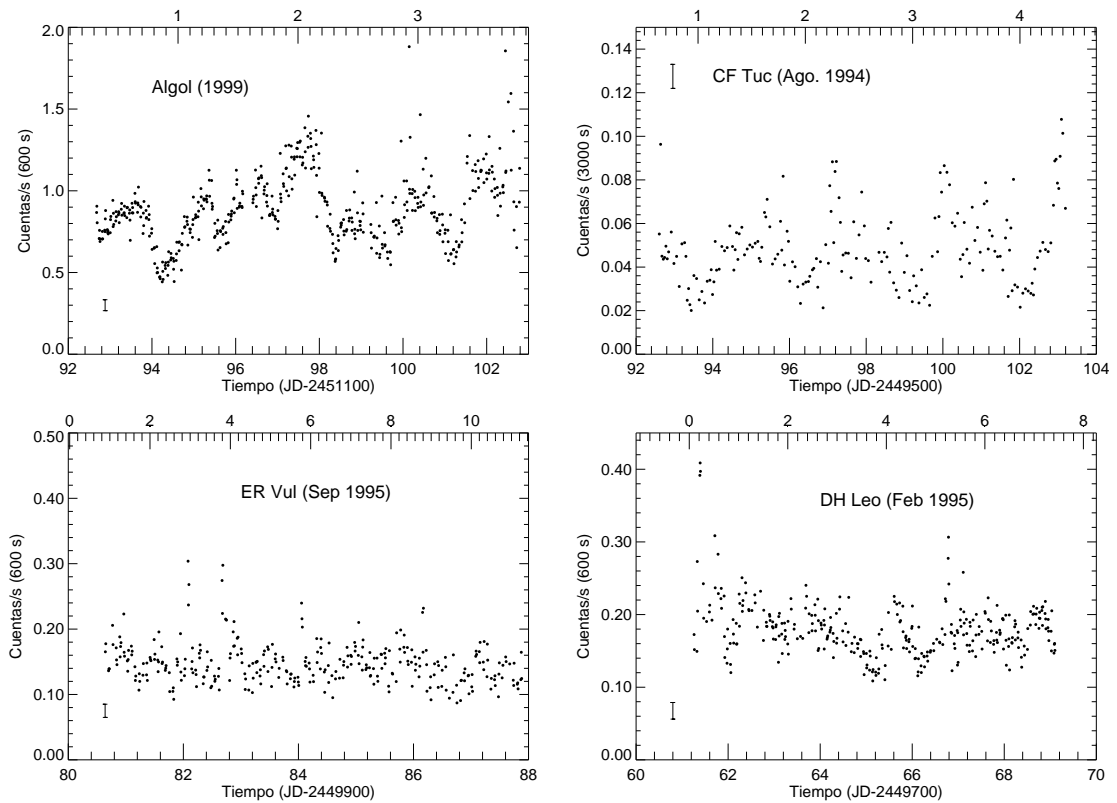 1 2 3
2.0
1.5
1.0
0.5
0.0
Cuentas/s (600 s)
Algol (1999)
92 94 96 98 100 102
Tiempo (JD-2451100)
1 2 3 4
0.14
0.12
0.10
0.08
0.06
0.04
0.02
0.00
Cuentas/s (3000 s)
CF Tuc (Ago. 1994)
92 94 96 98 100 102 104
Tiempo (JD-2449500)
0 2 4 6 8 10
0.50
0.40
0.30
0.20
0.10
0.00
Cuentas/s (600 s)
ER Vul (Sep 1995)
80 82 84 86 88
Tiempo (JD-2449900)
0 2 4 6 8
0.40
0.30
0.20
0.10
0.00
Cuentas/s (600 s)
DH Leo (Feb 1995)
60 62 64 66 68 70
Tiempo (JD-2449700)